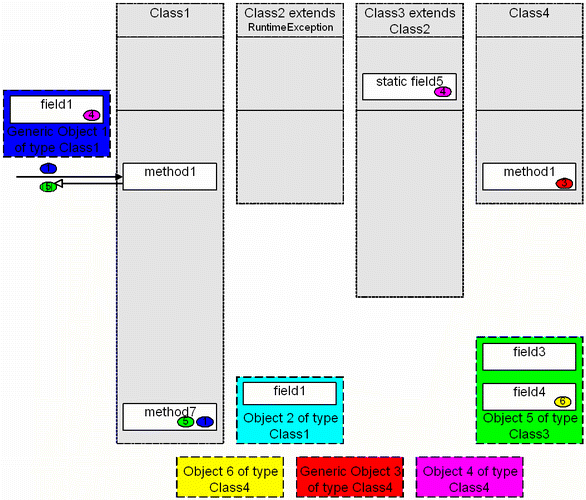 Class1
Class2 extends
RuntimeException
Class3 extends
Class2
Class4
static field5
4
field1
4
Generic Object 1
of type Class1
1
method1
5
method1
3
field3
field1
field4
6
method7
5
1
Object 2 of type
Class1
Object 5 of type
Class3
Object 6 of type
Class4
Generic Object 3
of type Class4
Object 4 of type
Class4